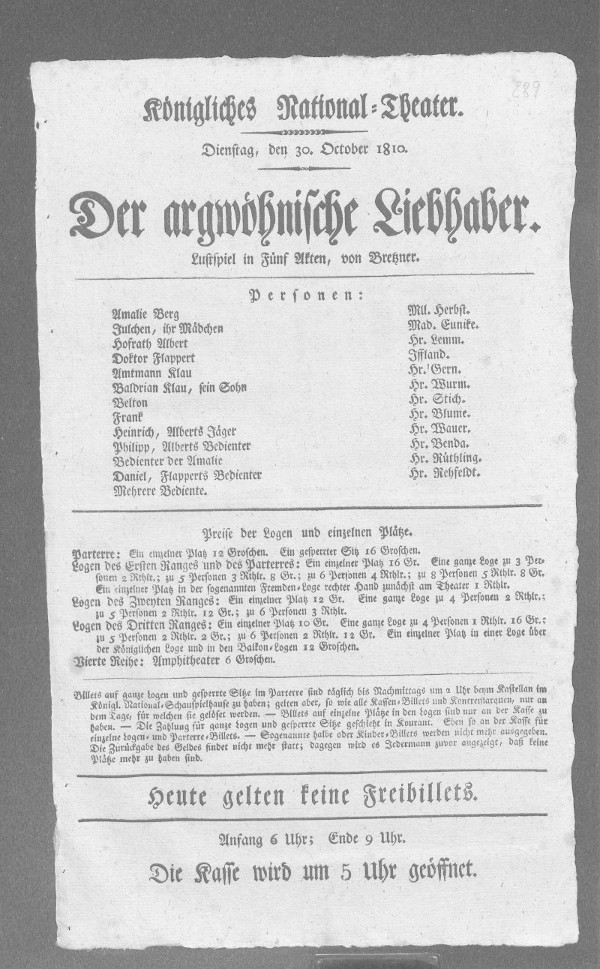 289
Königliches National-Theater.
Dienstag, den 30. October 1810.
Der argwöhnische Liebhaber.
Lustspiel in Fünf Akten, von Bretzner.
Personen:
Amalie Berg Mll. Herbst.
Julchen, ihr Mädchen Mad. Eunike.
Hofrath Albert Hr. Lemm.
Doktor Flappert Iffland.
Amtmann Klau Hr. Gern.
Baldrian Klau, sein Sohn Hr. Wurm.
Belton Hr. Stich.
Frank Hr. Blume.
Heinrich, Alberts Jäger Hr. Wauer.
Philipp, Alberts Bedienter Hr. Benda.
Bedienter der Amalie Hr. Rüthling.
Daniel, Flapperts Bedienter Hr. Rehfeldt.
Mehrere Bediente.
Preise der Logen und einzelnen Plätze.
Parterre: Ein einzelner Platz 12 Groschen. Ein gesperrter Sitz 16 Groschen.
Logen des Ersten Ranges und des Parterres: Ein einzelner Platz 16 Gr. Eine ganze Loge zu 3 Per-
sonen 2 Rthlr.; zu 5 Personen 3 Rthlr. 8 Gr.; zu 6 Personen 4 Rthlr.; zu 8 Personen 5 Rthlr. 8 Gr.
Ein einzelner Platz in der sogenannten Fremden-Loge rechter Hand zunächst am Theater 1 Rthlr.
Logen des Zweyten Ranges: Ein einzelner Platz 12 Gr. Eine ganze Loge zu 4 Personen 2 Rthlr.;
zu 5 Personen 2 Rthlr. 12 Gr.; zu 6 Personen 3 Rthlr.
Logen des Dritten Ranges: Ein einzelner Platz 10 Gr. Eine ganze Loge zu 4 Personen 1 Rthlr. 16 Gr.;
zu 5 Personen 2 Rthlr. 2 Gr.; zu 6 Personen 2 Rthlr. 12 Gr. Ein einzelner Platz in einer Loge über
der Königlichen Loge und in den Balkon-Logen 12 Groschen.
Vierte Reihe: Amphitheater 6 Groschen.
Billets auf ganze Logen und gesperrte Sitze im Parterre sind täglich bis Nachmittags um 2 Uhr beym Kastellan im
Königl. National-Schauspielhause zu haben; gelten aber, so wie alle Kassen-Billets und Kontremarquen, nur an
dem Tage, für welchen sie gelöset werden. — Billets auf einzelne Plätze in den Logen sind nur an der Kasse zu
haben. — Die Zahlung für ganze Logen und gesperrte Sitze geschieht in Kourant. Eben so an der Kasse für
einzelne Logen- und Parterre-Billets. — Sogenannte halbe oder Kinder-Billets werden nicht mehr ausgegeben.
Die Zurückgabe des Geldes findet nicht mehr statt; dagegen wird es Jedermann zuvor angezeigt, daß keine
Plätze mehr zu haben sind.
Heute gelten keine Freibillets.
Anfang 6 Uhr; Ende 9 Uhr.
Die Kasse wird um 5 Uhr geöffnet.